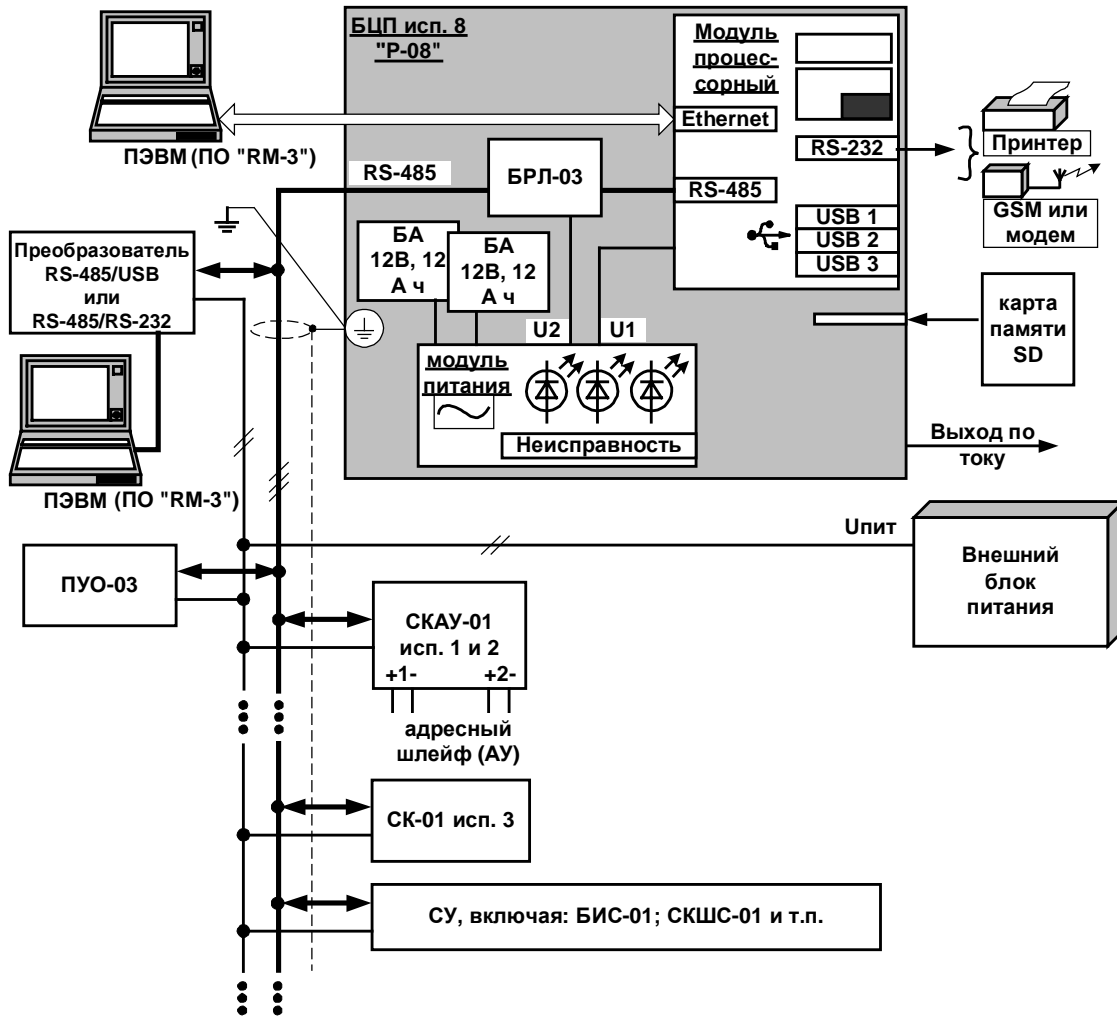 БЦП исп. 8
"Р-08"
Модуль
процес-
сорный
Ethernet
RS-232
RS-485
USB 1
USB 2
USB 3
ПЭВМ (ПО "RM-3")
RS-485
БРЛ-03
Принтер
GSM или
модем
Преобразователь
RS-485/USB
или
RS-485/RS-232
БА
12В, 12
А ч
БА
12В, 12
А ч
U2
U1
карта
памяти
SD
модуль
питания
Неисправность
Выход по
току
ПЭВМ (ПО "RM-3")
Uпит
Внешний
блок
питания
ПУО-03
СКАУ-01
исп. 1 и 2
+1-
+2-
адресный
шлейф (АУ)
СК-01 исп. 3
СУ, включая: БИС-01; СКШС-01 и т.п.